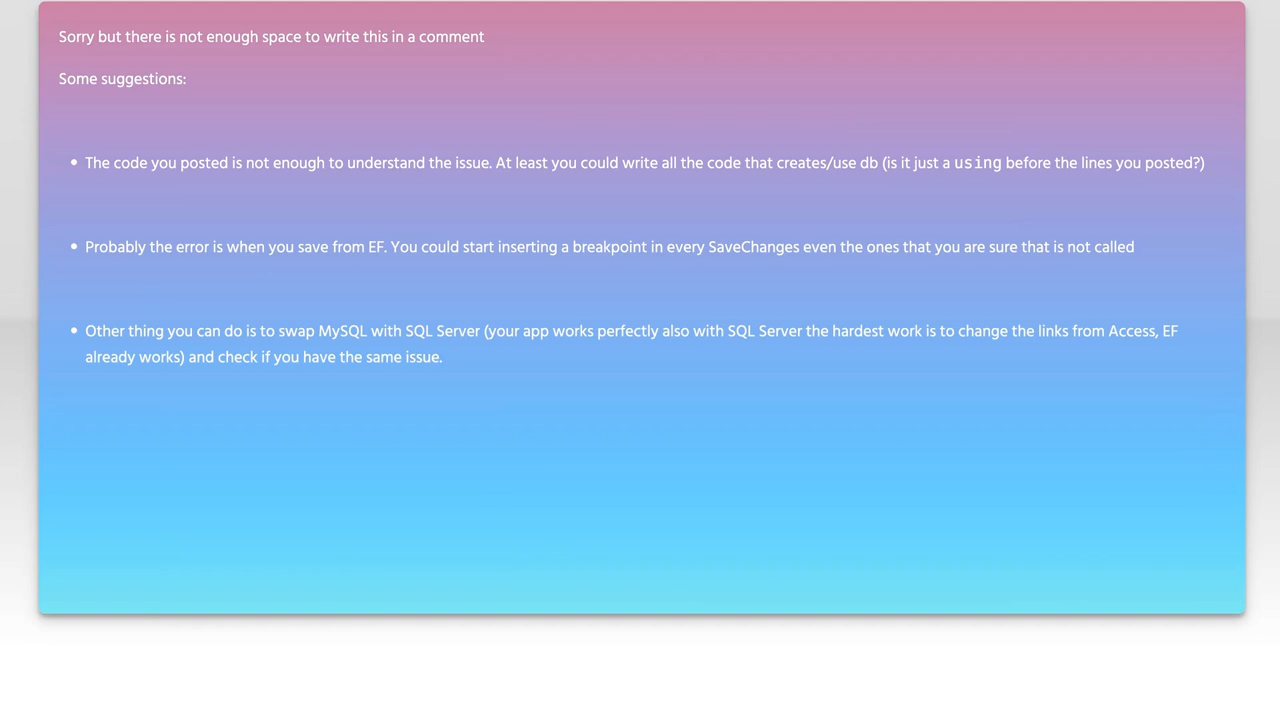 Sorry but there is not enough space to write this in a comment
Some suggestions:
• The code you posted is not enough to understand the issue. At least you could write all the code that creates/use db (is it just a using before the lines you posted?)
• Probably the error is when you save from EF. You could start inserting a breakpoint in every SaveChanges even the ones that you are sure that is not called
• Other thing you can do is to swap MySQL with SQL Server (your app works perfectly also with SQL Server the hardest work is to change the links from Access, EF
already works) and check if you have the same issue.